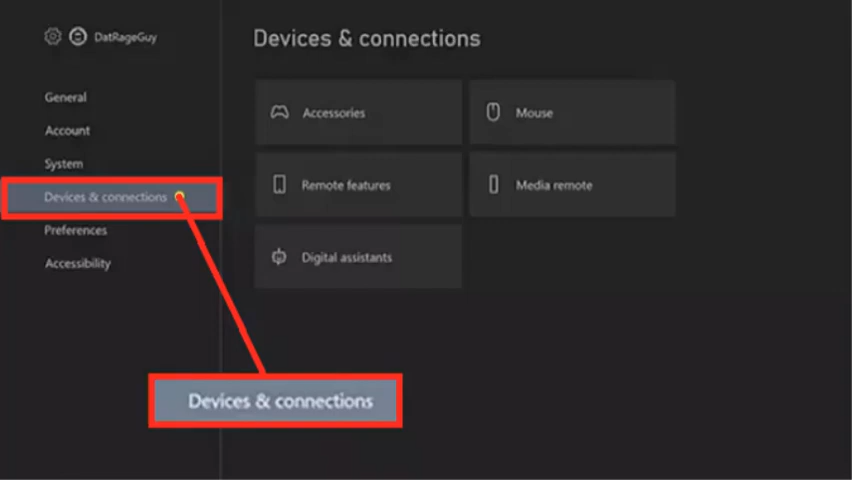 DatRageGuy
General
Account
System
Devices & connections
Preferences
Accessibility
Devices & connections
Accessories
Mouse
Remote features
Media remote
Digital assistants
Devices & connections